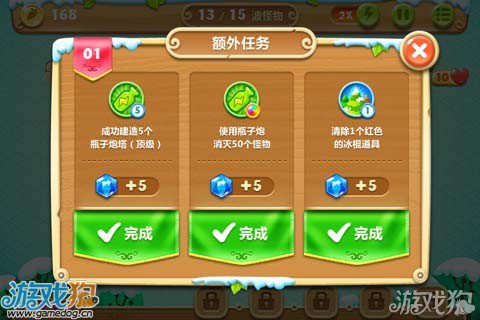 168
13 / 15 波怪物
2X
额外任务
01
10
5
1
成功建造5个
瓶子炮塔（顶级）
使用瓶子炮
消灭50个怪物
清除1个红色
的冰棍道具
+5
+5
+5
完成
完成
完成
游戏狗
www.gamedog.cn
游戏狗